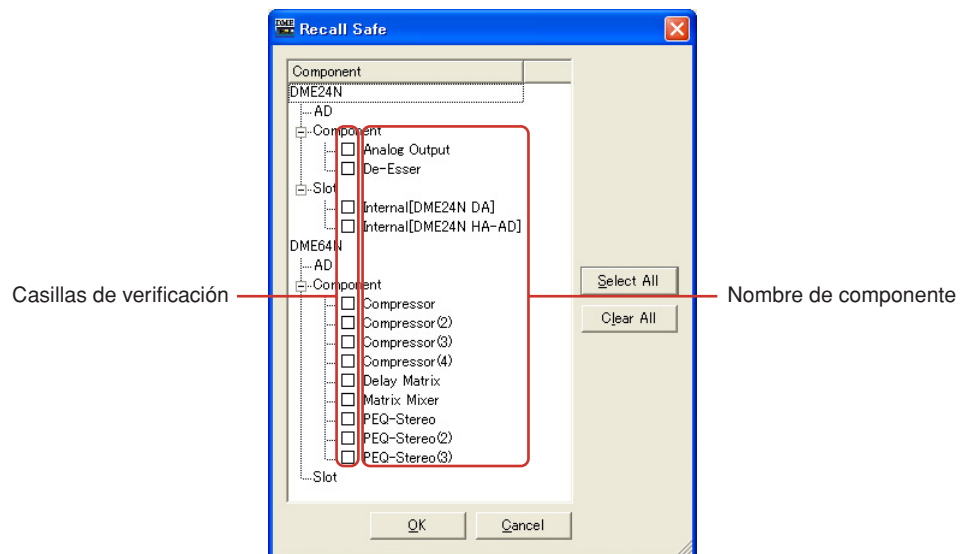 DME
Recall Safe
Component
DME24N
AD
Component
Analog Output
De-Esser
Slot
Internal[DME24N DA]
Internal[DME24N HA-AD]
DME64N
AD
Component
Compressor
Compressor(2)
Compressor(3)
Compressor(4)
Delay Matrix
Matrix Mixer
PEQ-Stereo
PEQ-Stereo(2)
PEQ-Stereo(3)
Slot
Select All
Clear All
OK
Cancel
Casillas de verificación
Nombre de componente